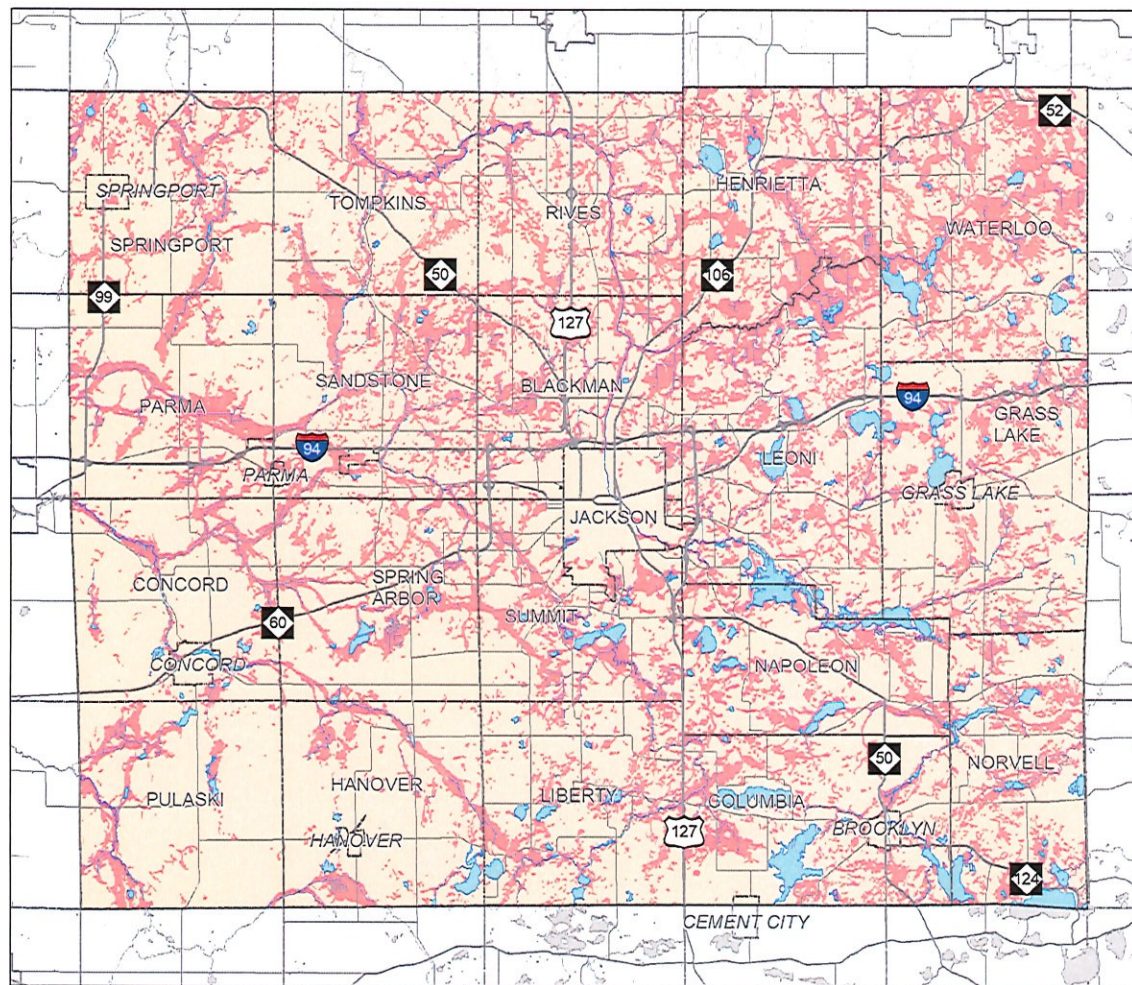 52
SPRINGPORT
HENRIETTA
TOMPKINS
RIVES
WATERLOO
SPRINGPORT
50
106
99
127
SANDSTONE
BLACKMAN
94
PARMA
GRASS
LAKE
94
LEONI
PARMA
GRASS LAKE
JACKSON
CONCORD
SPRING
ARBOR
SUMMIT
60
CONCORD
NAPOLEON
50
NORVELL
HANOVER
PULASKI
LIBERTY
COLUMBIA
HANOVER
127
BROOKLYN
124
CEMENT CITY